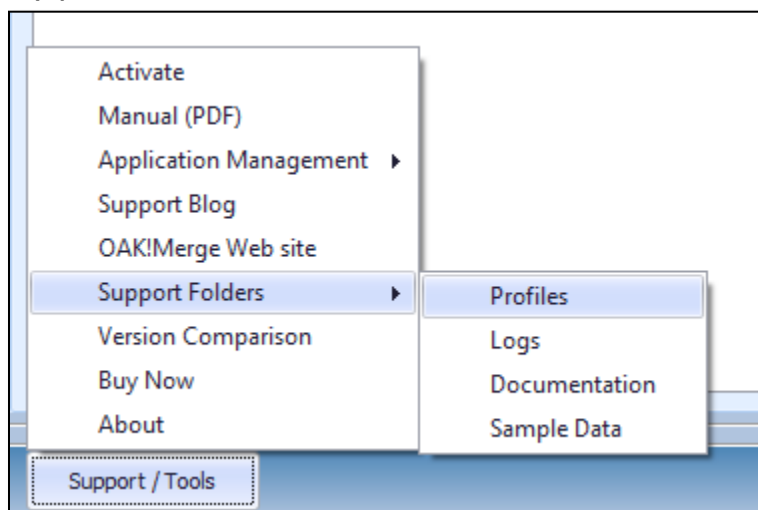 Activate
Manual (PDF)
Application Management
Support Blog
OAK!Merge Web site
Support Folders
Version Comparison
Buy Now
About
Profiles
Logs
Documentation
Sample Data
Support / Tools